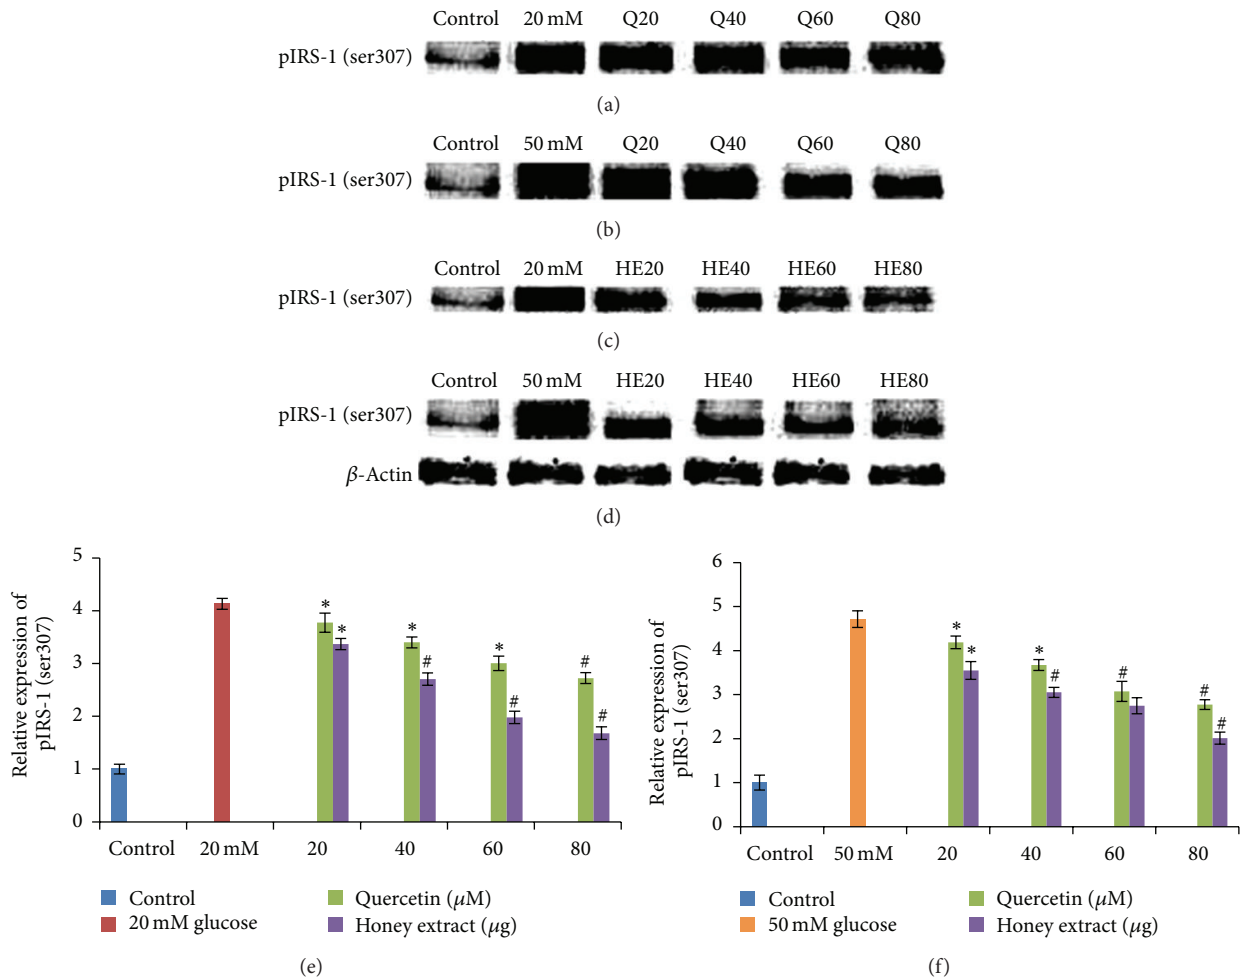 Control 20 mM Q20 Q40 Q60 Q80
pIRS-1 (ser307)
(a)
Control 50 mM Q20 Q40 Q60 Q80
pIRS-1 (ser307)
(b)
Control 20 mM HE20 HE40 HE60 HE80
pIRS-1 (ser307)
(c)
Control 50 mM HE20 HE40 HE60 HE80
pIRS-1 (ser307)
β-Actin
(d)
Relative expression of
pIRS-1 (ser307)
5
4
3
2
1
0
* * * # * # # #
Control 20 mM 20 40 60 80
Control
20 mM glucose
Quercetin (μM)
Honey extract (μg)
(e)
Relative expression of
pIRS-1 (ser307)
6
5
4
3
2
1
0
* * * # # # #
Control 50 mM 20 40 60 80
Control
50 mM glucose
Quercetin (μM)
Honey extract (μg)
(f)